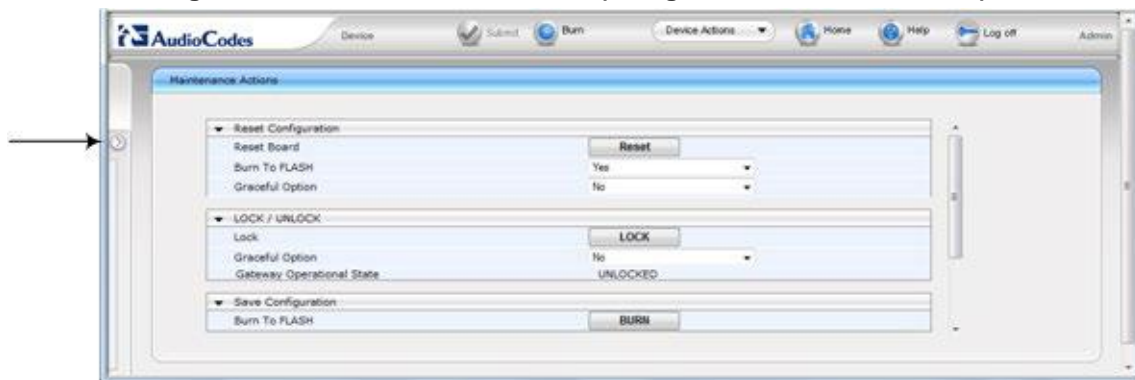 AudioCodes Device Submit Burn Device Actions Home Help Log off Admin
Maintenance Actions
Reset Configuration
Reset Board Reset
Burn To FLASH Yes
Graceful Option No
LOCK / UNLOCK
Lock LOCK
Graceful Option No
Gateway Operational State UNLOCKED
Save Configuration
Burn To FLASH BURN